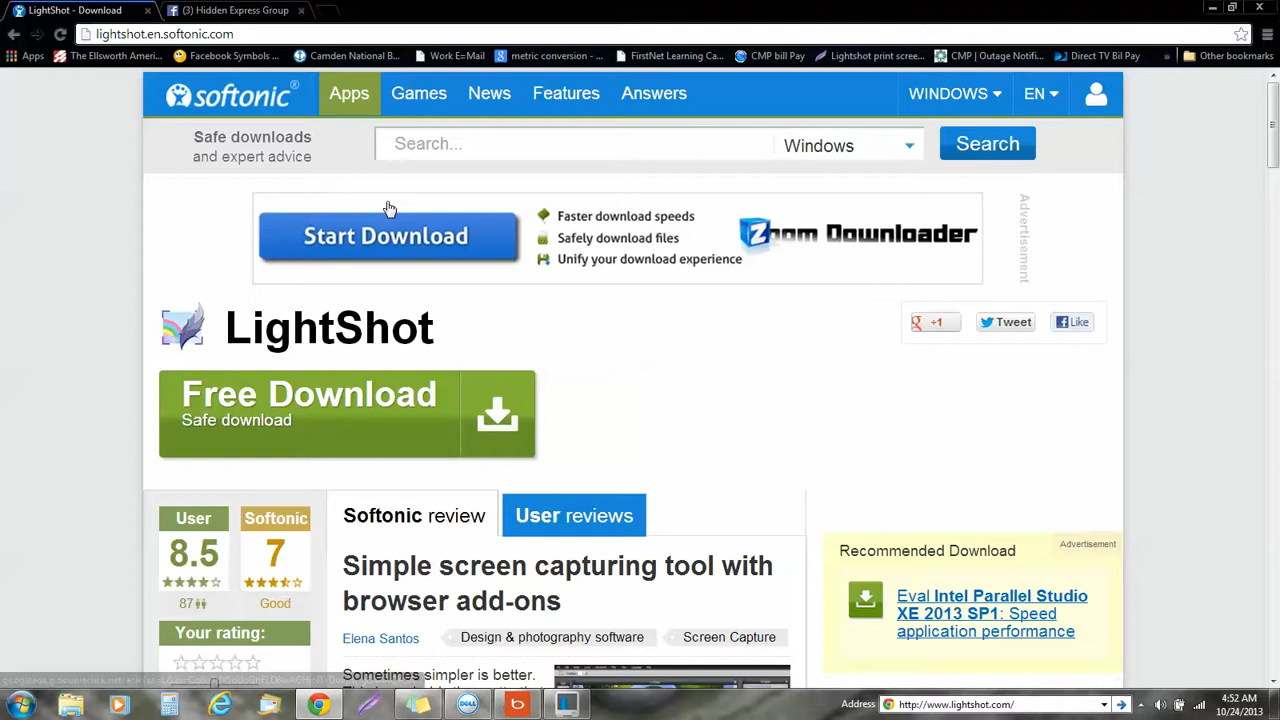 LightShot - Download
(3) Hidden Express Group
lightshot.en.softonic.com
Apps The Ellsworth Ameri... Facebook Symbols ... Camden National B... Work E=Mail metric conversion - ... FirstNet Learning Ca... CMP bill Pay Lightshot print scree... CMP | Outage Notifi... Direct TV Bil Pay » Other bookmarks
softonic® Apps Games News Features Answers WINDOWS EN
Safe downloads
and expert advice
Search... Windows Search
Start Download
Faster download speeds
Safely download files
Unify your download experience
Zoom Downloader
Advertisement
LightShot
+1 Tweet Like
Free Download
Safe download
User Softonic
8.5 7
87 Good
Your rating:
Softonic review User reviews
Simple screen capturing tool with
browser add-ons
Elena Santos Design & photography software Screen Capture
Sometimes simpler is better.
Recommended Download Advertisement
Eval Intel Parallel Studio
XE 2013 SP1: Speed
application performance
DELL b Address http://www.lightshot.com/ 4:52 AM
10/24/2013